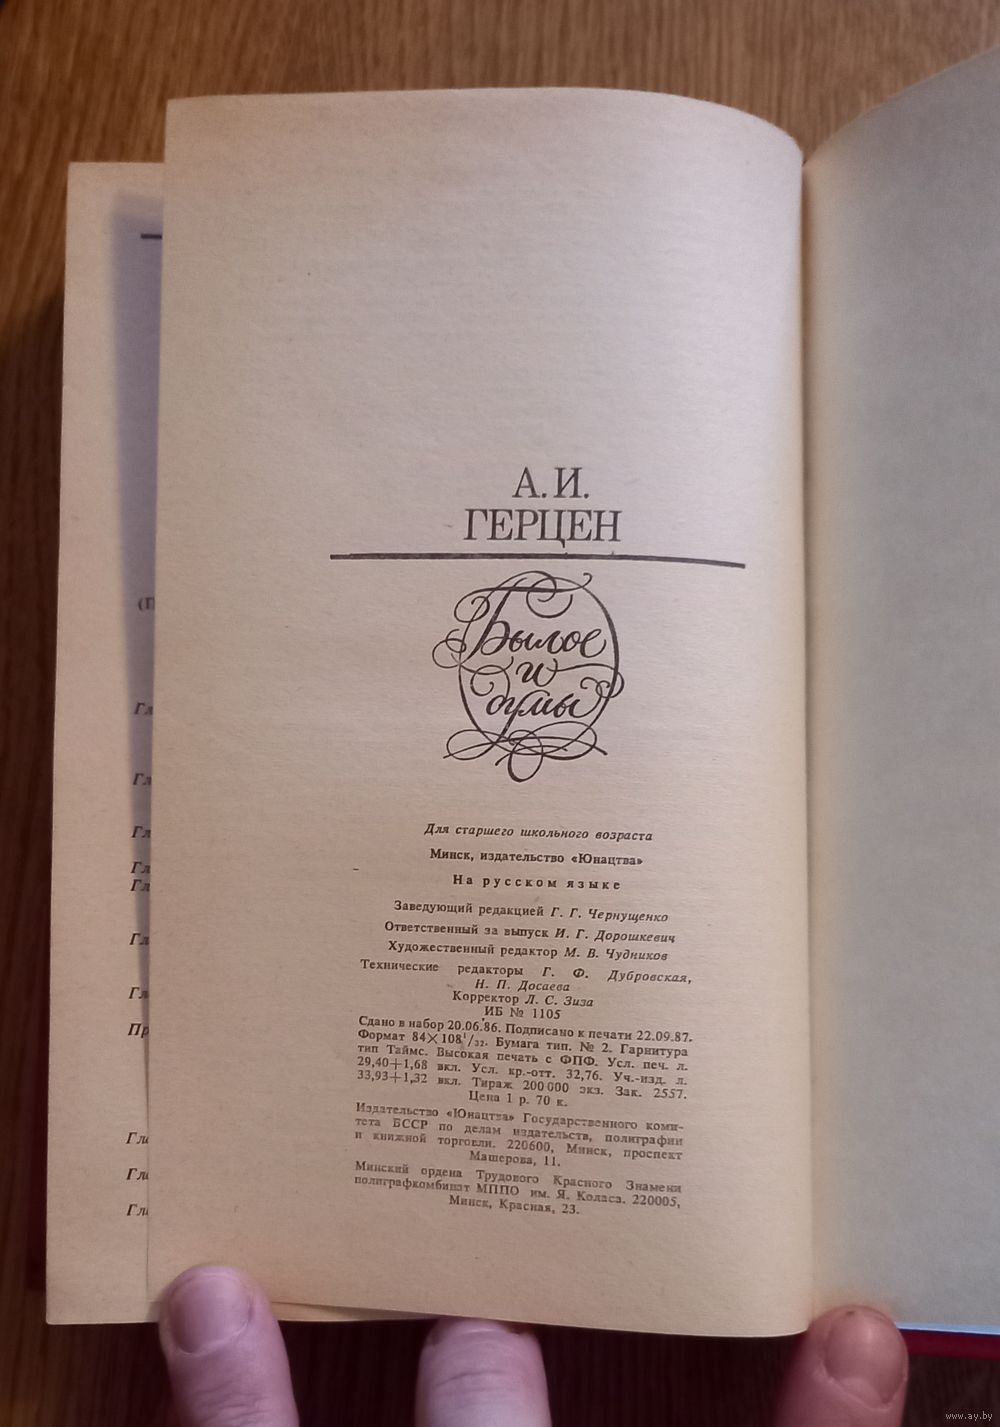 А. И.
ГЕРЦЕН
Былое
и
думы
Для старшего школьного возраста
Минск, издательство «Юнацтва»
На русском языке
Заведующий редакцией Г. Г. Чернущенко
Ответственный за выпуск И. Г. Дорошкевич
Художественный редактор М. В. Чудников
Технические редакторы Г. Ф. Дубровская,
Н. П. Досаева
Корректор Л. С. Зиза
ИБ № 1105
Сдано в набор 20.06.86. Подписано к печати 22.09.87.
Формат 84×108 1/32. Бумага тип. № 2. Гарнитура
тип Таймс. Высокая печать с ФПФ. Усл. печ. л.
29,40+1,68 вкл. Усл. кр.-отт. 32,76. Уч.-изд. л.
33,93+1,32 вкл. Тираж 200 000 экз. Зак. 2557.
Цена 1 р. 70 к.
Издательство «Юнацтва» Государственного коми-
тета БССР по делам издательств, полиграфии
и книжной торговли. 220600, Минск, проспект
Машерова, 11.
Минский ордена Трудового Красного Знамени
полиграфкомбинат МППО им. Я. Коласа. 220005,
Минск, Красная, 23.
www.ay.by